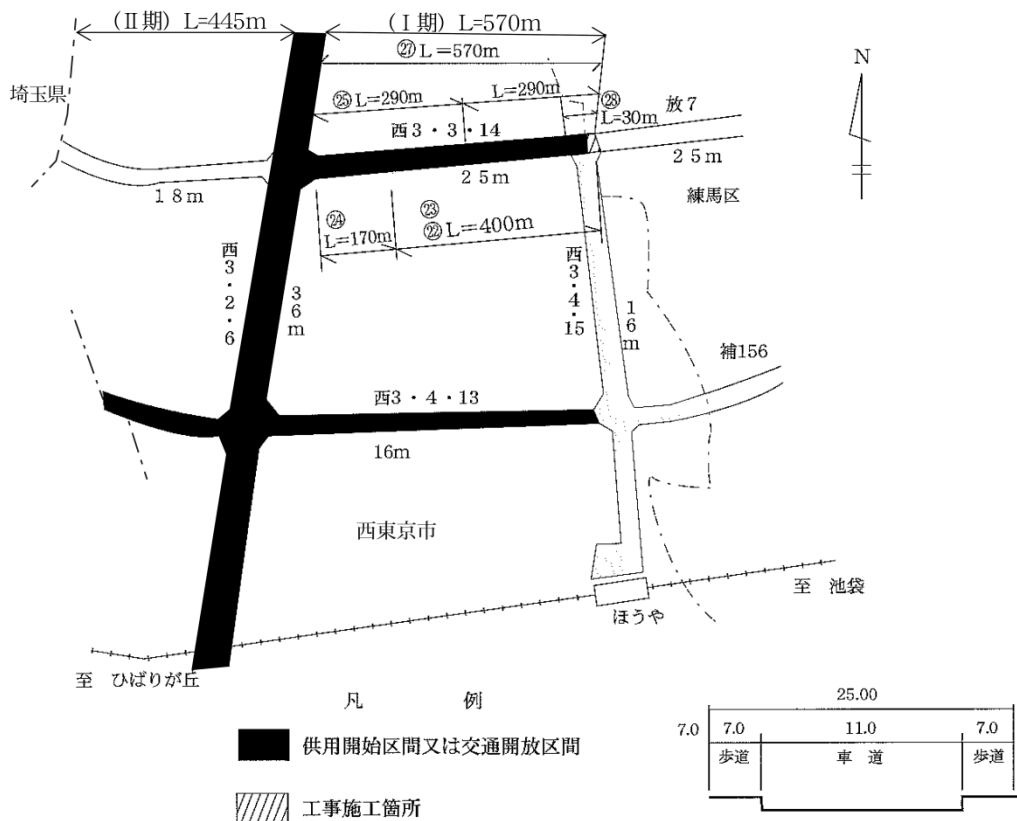 (Ⅱ期) L=445m
(Ⅰ期) L=570m
㉗ L=570m
埼玉県
㉕ L=290m
L=290m
㉘
L=30m
放7
西3・3・14
25m
25m
18m
練馬区
㉔
L=170m
㉓
㉒ L=400m
N
西3・2・6
36m
西3・4・15
16m
補156
西3・4・13
16m
西東京市
至 池袋
ほうや
至 ひばりが丘
凡 例
供用開始区間又は交通開放区間
工事施工箇所
25.00
7.0 7.0 11.0 7.0
歩道 車 道 歩道